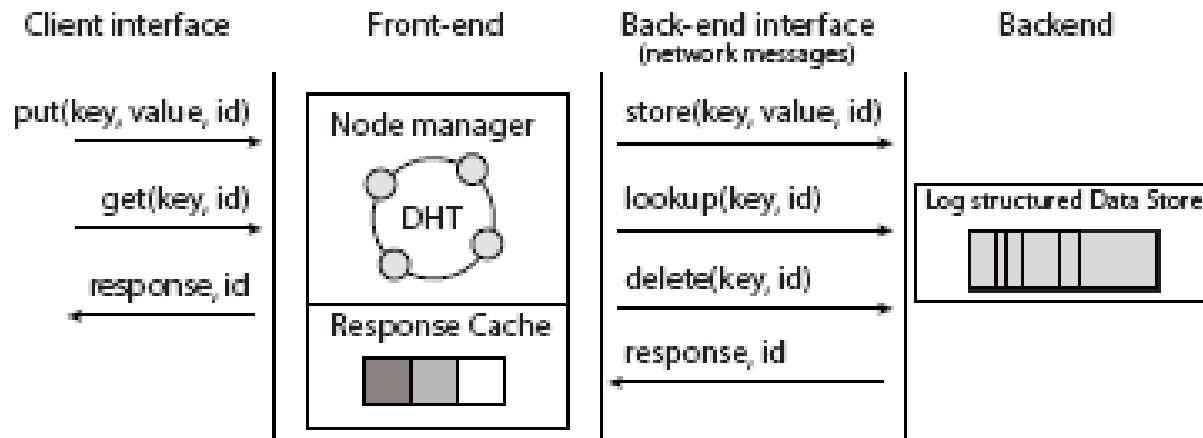 Client interface
Front-end
Back-end interface
(network messages)
Backend
put(key, value, id)
get(key, id)
response, id
Node manager
DHT
Response Cache
store(key, value, id)
lookup(key, id)
delete(key, id)
response, id
Log structured Data Store